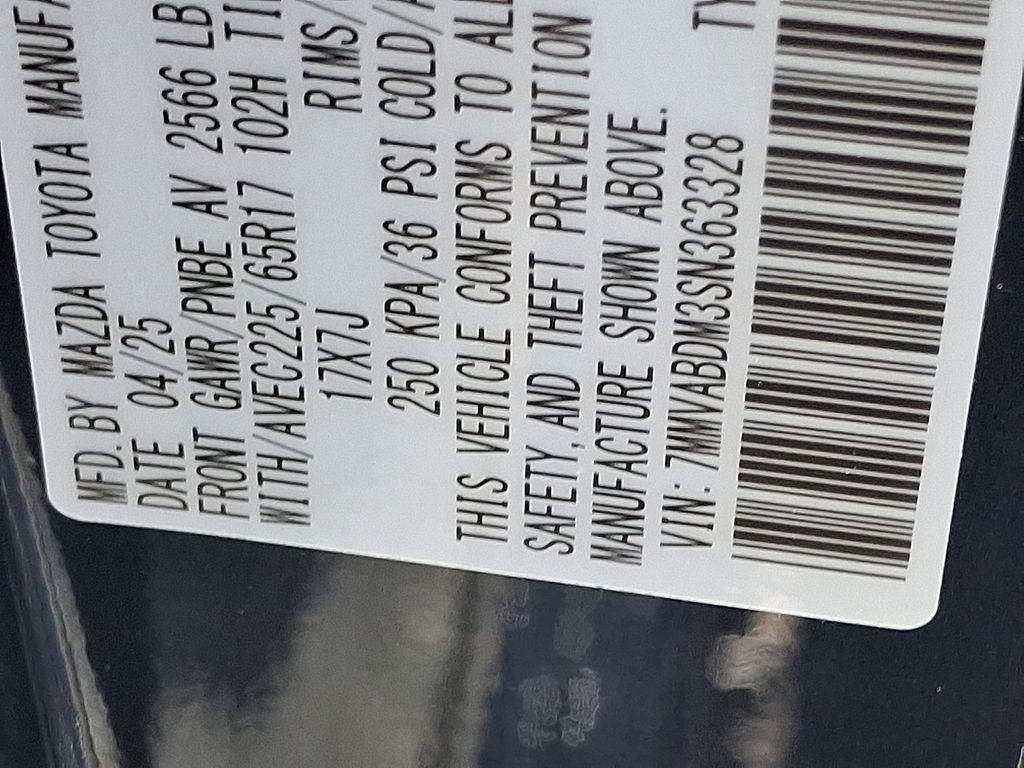 MFD. BY MAZDA TOYOTA MANUFA
DATE 04/25
FRONT GAWR/PNBE AV 2566 LB
WITH/AVEC225/65R17 102H TI
17X7J RIMS/
250 KPA/36 PSI COLD/
THIS VEHICLE CONFORMS TO ALL
SAFETY, AND THEFT PREVENTION
MANUFACTURE SHOWN ABOVE.
VIN: 7MMVABDM3SN363328 TY